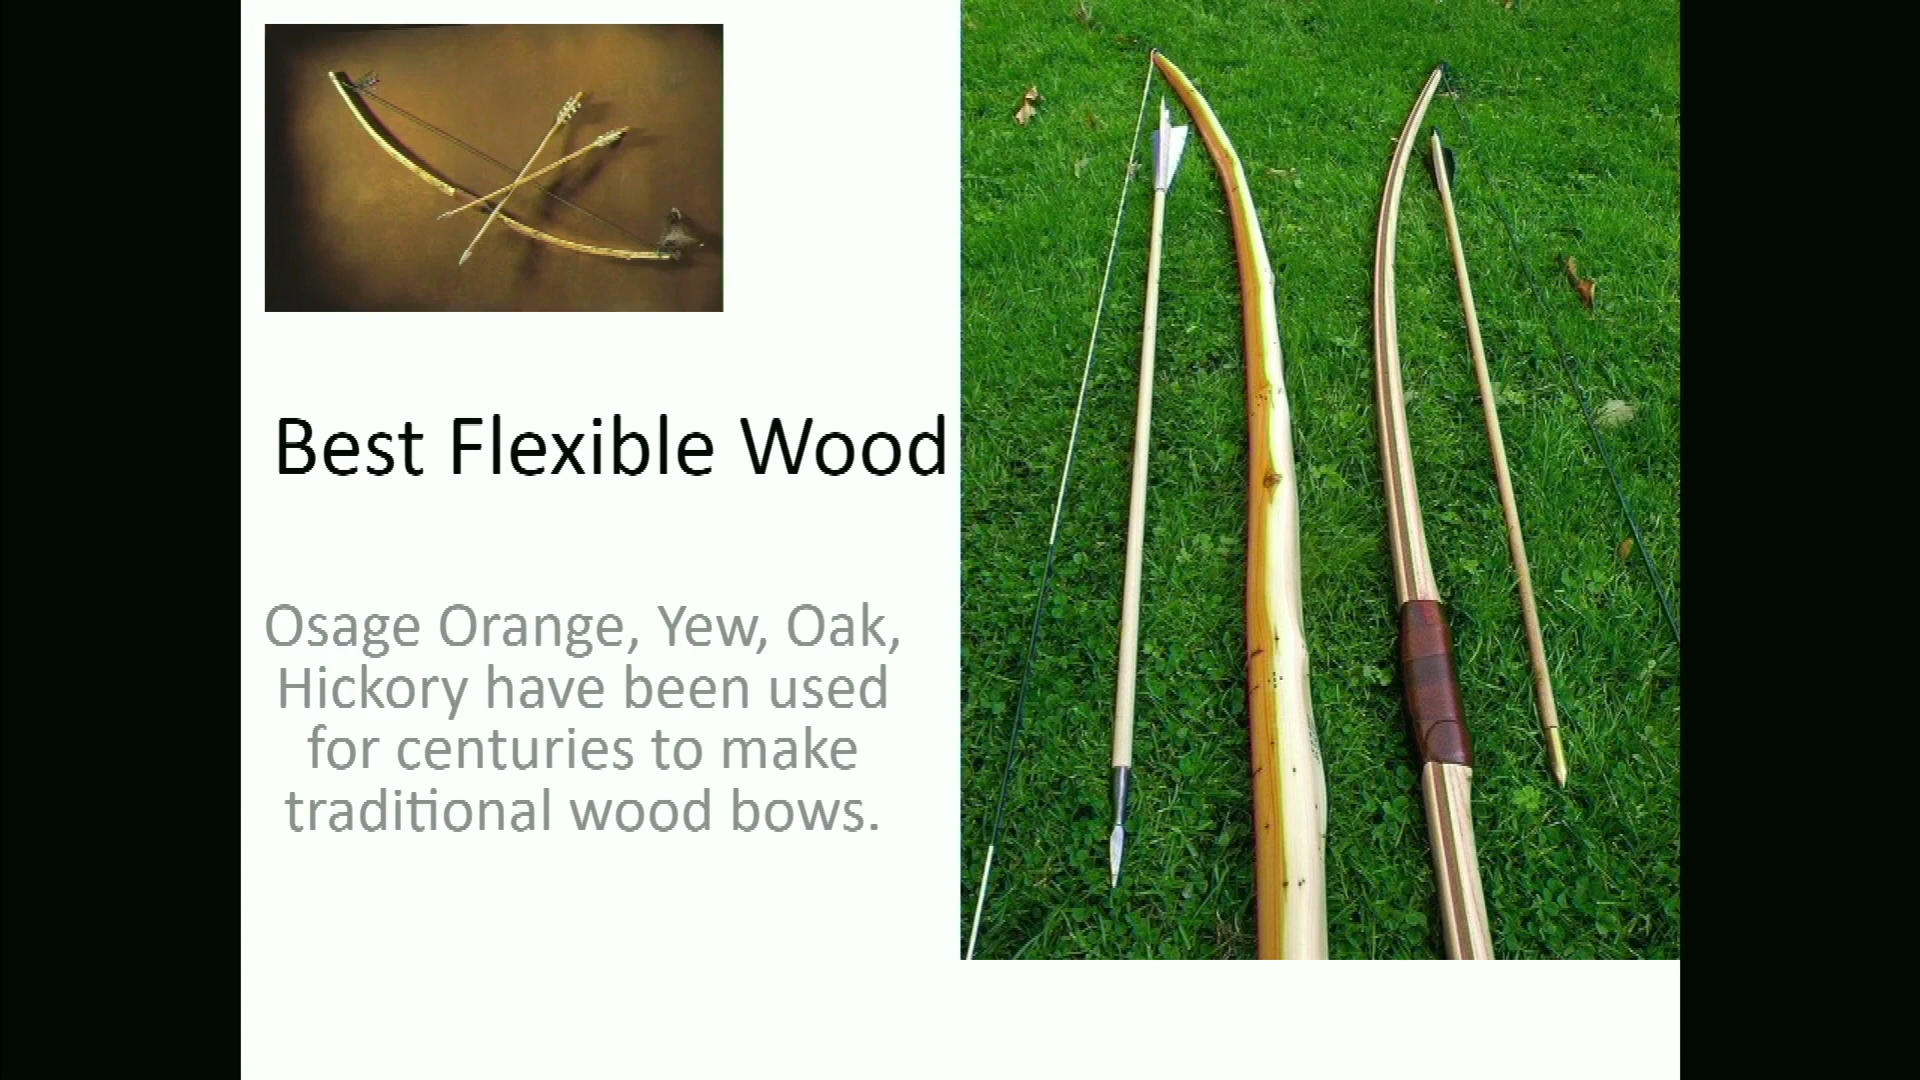 Best Flexible Wood
Osage Orange, Yew, Oak,
Hickory have been used
for centuries to make
traditional wood bows.